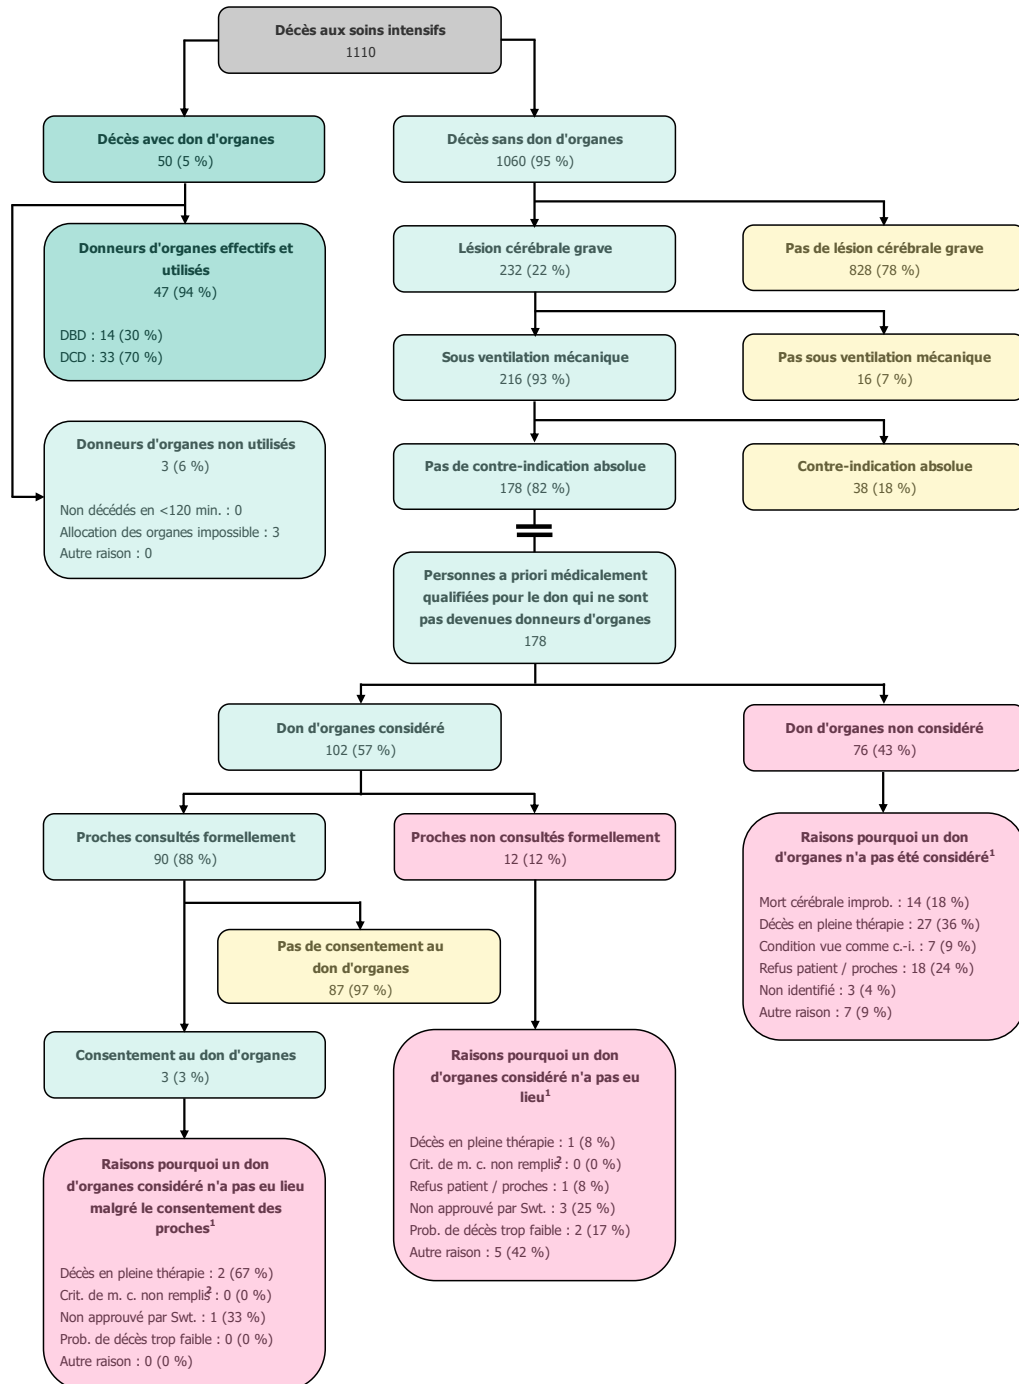 Décès aux soins intensifs
1110
Décès avec don d'organes
50 (5 %)
Décès sans don d'organes
1060 (95 %)
Donneurs d'organes effectifs et
utilisés
47 (94 %)
DBD : 14 (30 %)
DCD : 33 (70 %)
Lésion cérébrale grave
232 (22 %)
Pas de lésion cérébrale grave
828 (78 %)
Sous ventilation mécanique
216 (93 %)
Pas sous ventilation mécanique
16 (7 %)
Donneurs d'organes non utilisés
3 (6 %)
Non décédés en <120 min. : 0
Allocation des organes impossible : 3
Autre raison : 0
Pas de contre-indication absolue
178 (82 %)
Contre-indication absolue
38 (18 %)
Personnes a priori médicalement
qualifiées pour le don qui ne sont
pas devenues donneurs d'organes
178
Don d'organes considéré
102 (57 %)
Don d'organes non considéré
76 (43 %)
Proches consultés formellement
90 (88 %)
Proches non consultés formellement
12 (12 %)
Raisons pourquoi un don
d'organes n'a pas été considéré¹
Mort cérébrale improb. : 14 (18 %)
Décès en pleine thérapie : 27 (36 %)
Condition vue comme c.-i. : 7 (9 %)
Refus patient / proches : 18 (24 %)
Non identifié : 3 (4 %)
Autre raison : 7 (9 %)
Pas de consentement au
don d'organes
87 (97 %)
Consentement au don d'organes
3 (3 %)
Raisons pourquoi un don
d'organes considéré n'a pas eu
lieu¹
Décès en pleine thérapie : 1 (8 %)
Crit. de m. c. non remplis² : 0 (0 %)
Refus patient / proches : 1 (8 %)
Non approuvé par Swt. : 3 (25 %)
Prob. de décès trop faible : 2 (17 %)
Autre raison : 5 (42 %)
Raisons pourquoi un don
d'organes considéré n'a pas eu lieu
malgré le consentement des
proches¹
Décès en pleine thérapie : 2 (67 %)
Crit. de m. c. non remplis² : 0 (0 %)
Non approuvé par Swt. : 1 (33 %)
Prob. de décès trop faible : 0 (0 %)
Autre raison : 0 (0 %)